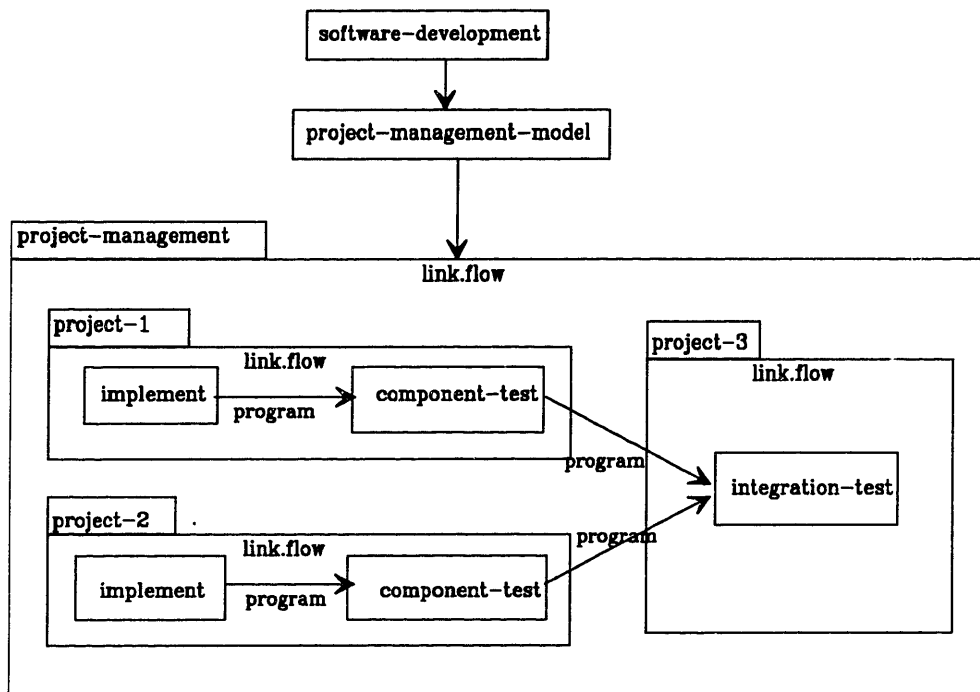 software-development
project-management-model
project-management
link.flow
project-1
link.flow
implement
program
component-test
program
project-3
link.flow
integration-test
project-2
link.flow
implement
program
component-test
program